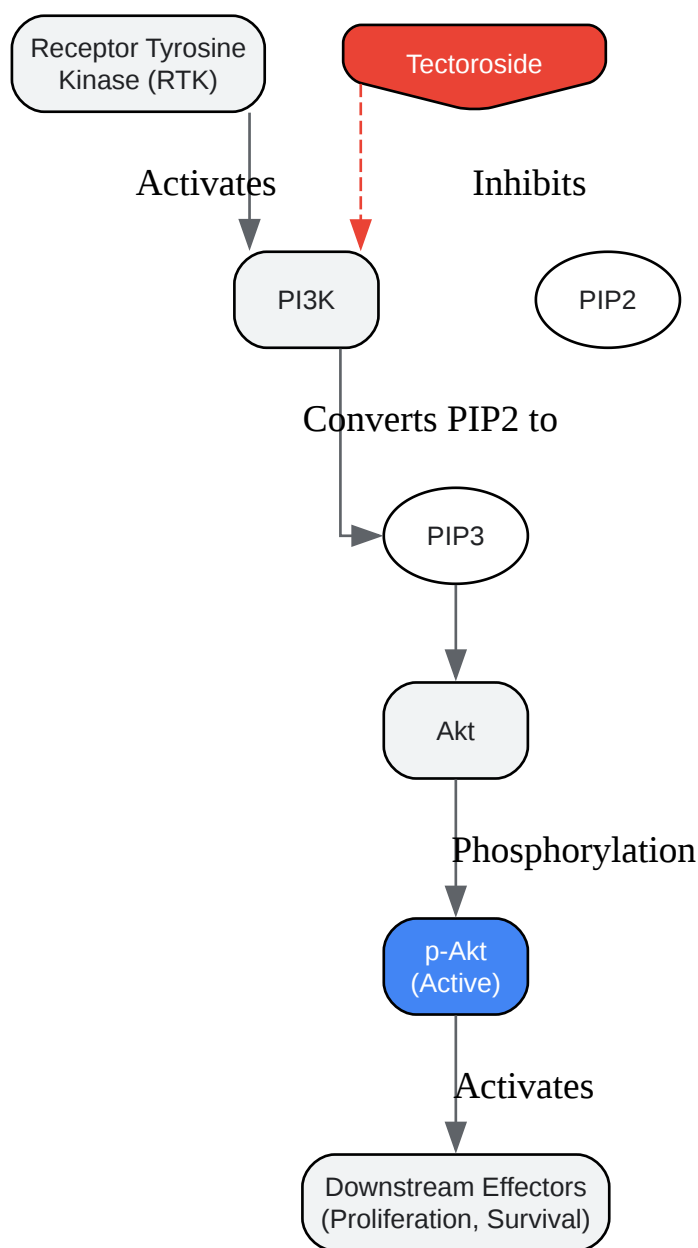 Receptor Tyrosine
Kinase (RTK)
Tectoroside
Activates
Inhibits
PI3K
PIP2
Converts PIP2 to
PIP3
Akt
Phosphorylation
p-Akt
(Active)
Activates
Downstream Effectors
(Proliferation, Survival)